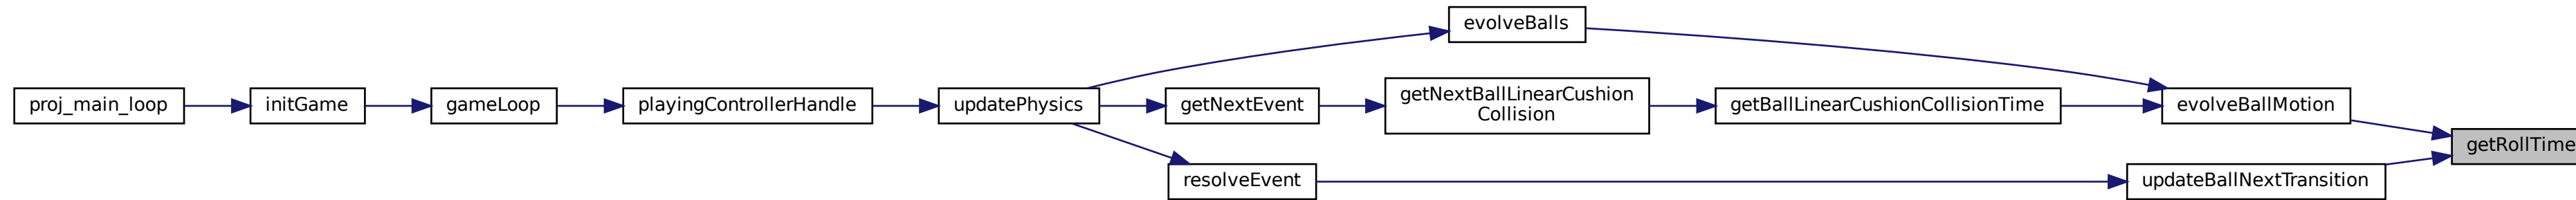 evolveBalls
proj_main_loop
initGame
gameLoop
playingControllerHandle
updatePhysics
getNextEvent
getNextBallLinearCushion
Collision
getBallLinearCushionCollisionTime
evolveBallMotion
getRollTime
resolveEvent
updateBallNextTransition